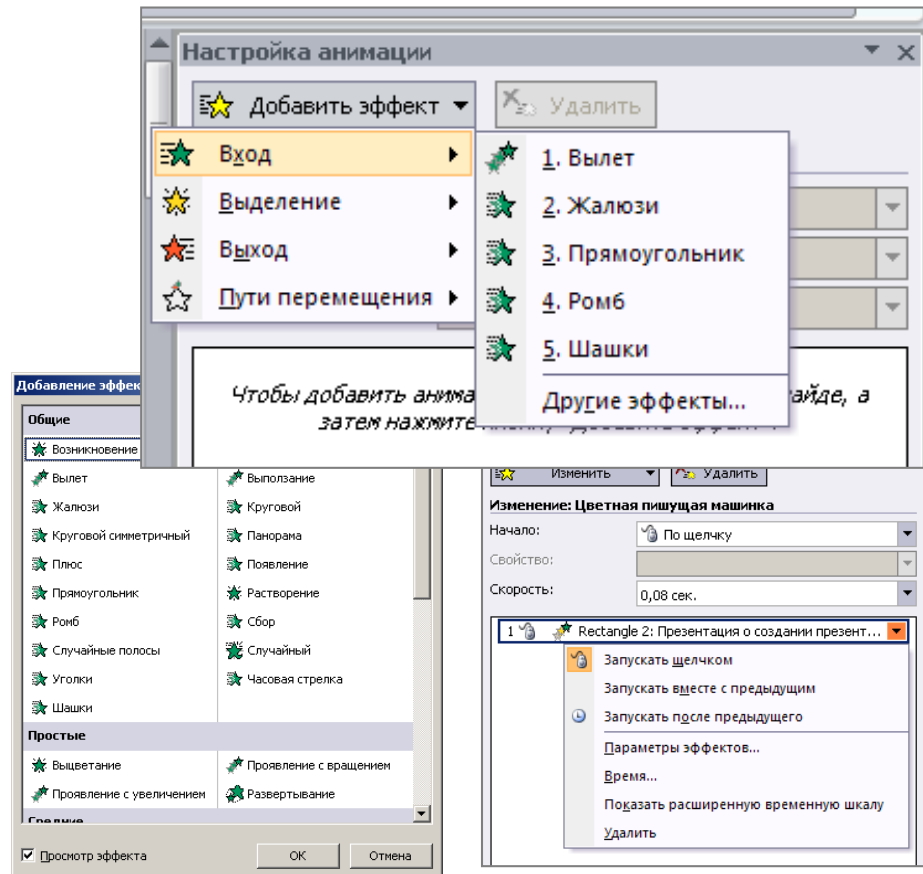 Настройка анимации
Добавить эффект
Удалить
Вход
Выделение
Выход
Пути перемещения
1. Вылет
2. Жалюзи
3. Прямоугольник
4. Ромб
5. Шашки
Другие эффекты...
Чтобы добавить айде, а
затем
Добавление
Общие
Возникновение
Вылет Выползание
Жалюзи Круговой
Круговой симметричный Панорама
Плюс Появление
Прямоугольник Растворение
Ромб Сбор
Случайные полосы Случайный
Уголки Часовая стрелка
Шашки
Простые
Выцветание Проявление с вращением
Проявление с увеличением Развертывание
Просмотр эффекта
ОК Отмена
Изменить Удалить
Изменение: Цветная пишущая машинка
Начало: По щелчку
Свойство:
Скорость: 0,08 сек.
1 Rectangle 2: Презентация о создании презент...
Запускать щелчком
Запускать вместе с предыдущим
Запускать после предыдущего
Параметры эффектов...
Время...
Показать расширенную временную шкалу
Удалить